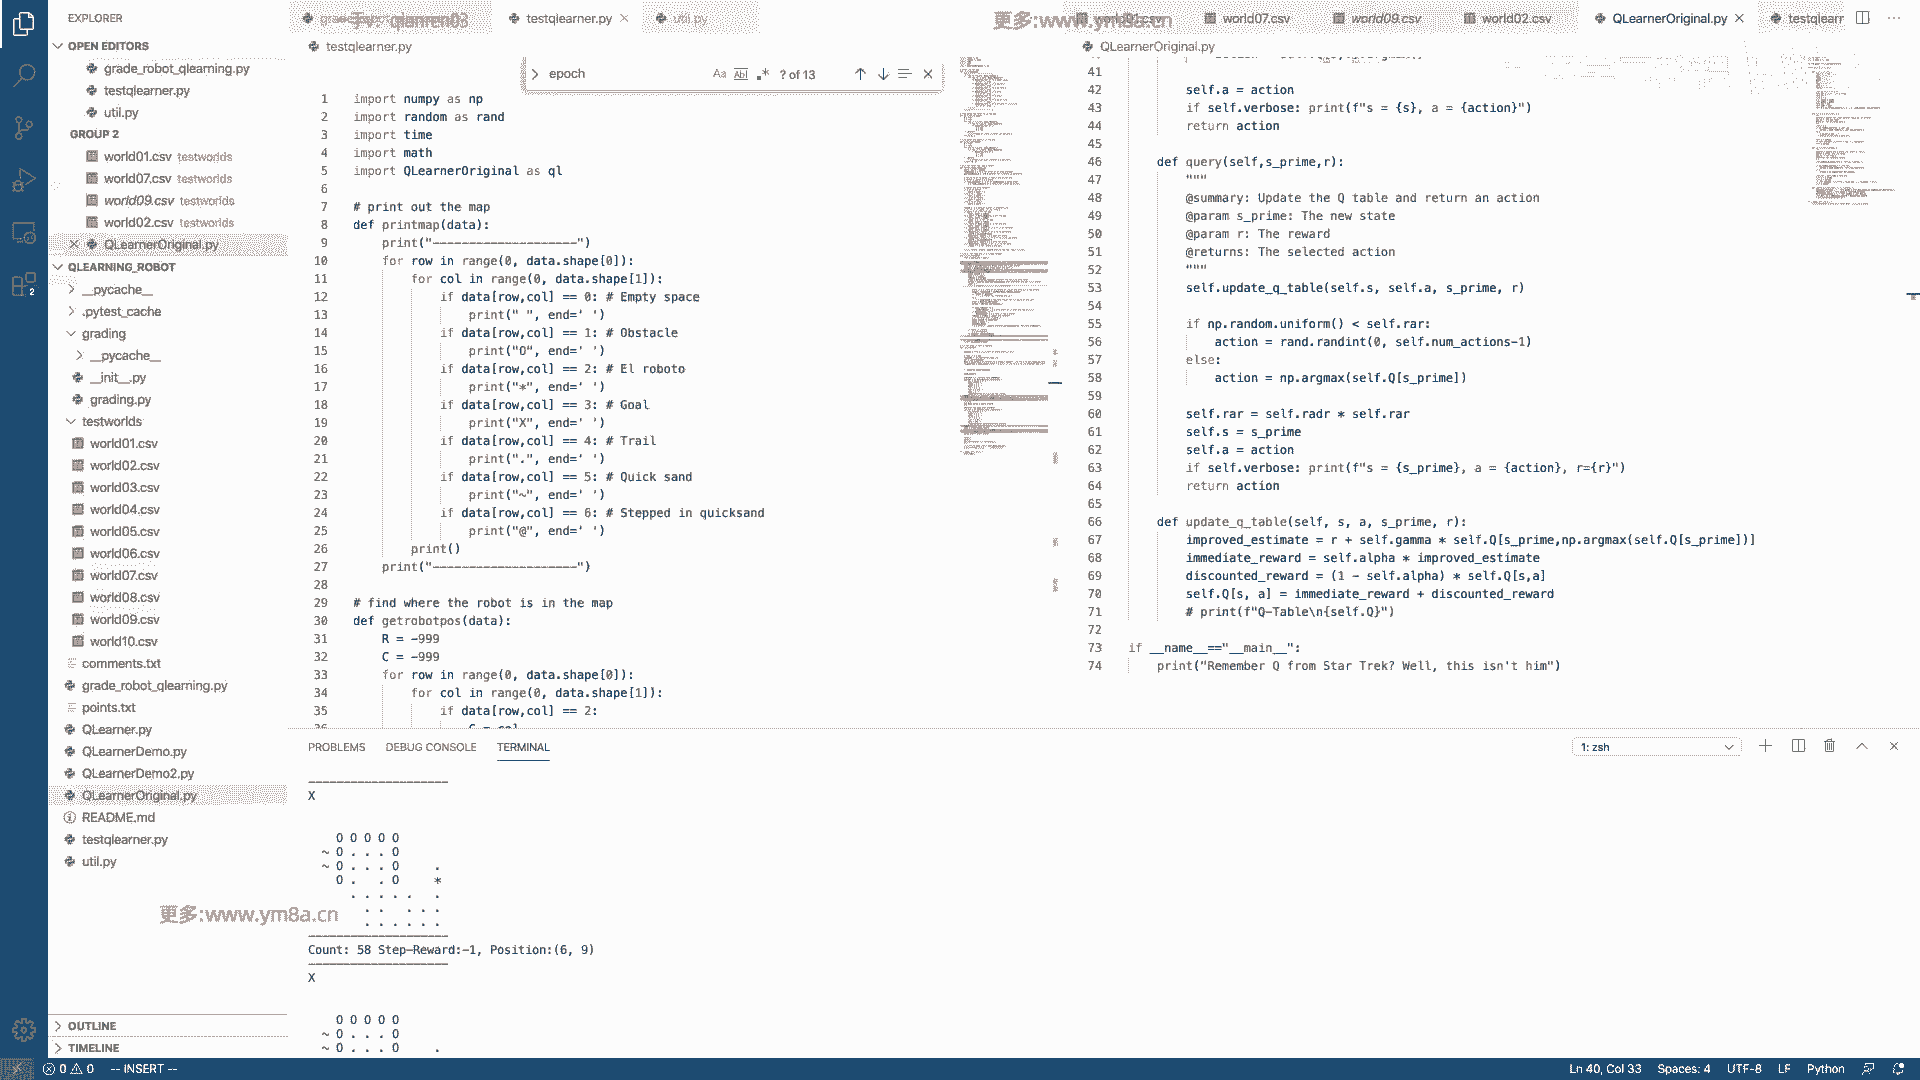 EXPLORER
OPEN EDITORS
grade_robot_qlearning.py
testqlearner.py
util.py
GROUP 2
world01.csv testworlds
world07.csv testworlds
world09.csv testworlds
world02.csv testworlds
QLearnerOriginal.py
QLEARNING_ROBOT
__pycache__
.pytest_cache
grading
__pycache__
__init__.py
grading.py
testworlds
world01.csv
world02.csv
world03.csv
world04.csv
world05.csv
world06.csv
world07.csv
world08.csv
world09.csv
world10.csv
comments.txt
grade_robot_qlearning.py
points.txt
QLearner.py
QLearnerDemo.py
QLearnerDemo2.py
QLearnerOriginal.py
README.md
testqlearner.py
util.py
更多:www.ym8a.cn
OUTLINE
TIMELINE
testqlearner.py
util.py
testqlearner.py
epoch
Aa Abl .* ? of 13
1 import numpy as np
2 import random as rand
3 import time
4 import math
5 import QLearnerOriginal as ql
6
7 # print out the map
8 def printmap(data):
9 print("--------------------")
10 for row in range(0, data.shape[0]):
11 for col in range(0, data.shape[1]):
12 if data[row,col] == 0: # Empty space
13 print(" ", end=' ')
14 if data[row,col] == 1: # Obstacle
15 print("O", end=' ')
16 if data[row,col] == 2: # El roboto
17 print("*", end=' ')
18 if data[row,col] == 3: # Goal
19 print("X", end=' ')
20 if data[row,col] == 4: # Trail
21 print(".", end=' ')
22 if data[row,col] == 5: # Quick sand
23 print("~", end=' ')
24 if data[row,col] == 6: # Stepped in quicksand
25 print("@", end=' ')
26 print()
27 print("--------------------")
28
29 # find where the robot is in the map
30 def getrobotpos(data):
31 R = -999
32 C = -999
33 for row in range(0, data.shape[0]):
34 for col in range(0, data.shape[1]):
35 if data[row,col] == 2:
更多:www.ym8a.cn
world07.csv
world09.csv
world02.csv
QLearnerOriginal.py
testqlearr
QLearnerOriginal.py
41
42 self.a = action
43 if self.verbose: print(f"s = {s}, a = {action}")
44 return action
45
46 def query(self,s_prime,r):
47 """
48 @summary: Update the Q table and return an action
49 @param s_prime: The new state
50 @param r: The reward
51 @returns: The selected action
52 """
53 self.update_q_table(self.s, self.a, s_prime, r)
54
55 if np.random.uniform() < self.rar:
56 action = rand.randint(0, self.num_actions-1)
57 else:
58 action = np.argmax(self.Q[s_prime])
59
60 self.rar = self.radr * self.rar
61 self.s = s_prime
62 self.a = action
63 if self.verbose: print(f"s = {s_prime}, a = {action}, r={r}")
64 return action
65
66 def update_q_table(self, s, a, s_prime, r):
67 improved_estimate = r + self.gamma * self.Q[s_prime,np.argmax(self.Q[s_prime])]
68 immediate_reward = self.alpha * improved_estimate
69 discounted_reward = (1 - self.alpha) * self.Q[s,a]
70 self.Q[s, a] = immediate_reward + discounted_reward
71 # print(f"Q-Table\n{self.Q}")
72
73 if __name__=="__main__":
74 print("Remember Q from Star Trek? Well, this isn't him")
PROBLEMS DEBUG CONSOLE TERMINAL
1: zsh
--------------------
X
O O O O O
~ O . . . O
~ O . . . O .
O . . O *
. . . . . .
. . . . .
. . . . . .
--------------------
Count: 58 Step-Reward:-1, Position:(6, 9)
--------------------
X
O O O O O
~ O . . . O
~ O . . . O .
0 0 -- INSERT --
Ln 40, Col 33 Spaces: 4 UTF-8 LF Python